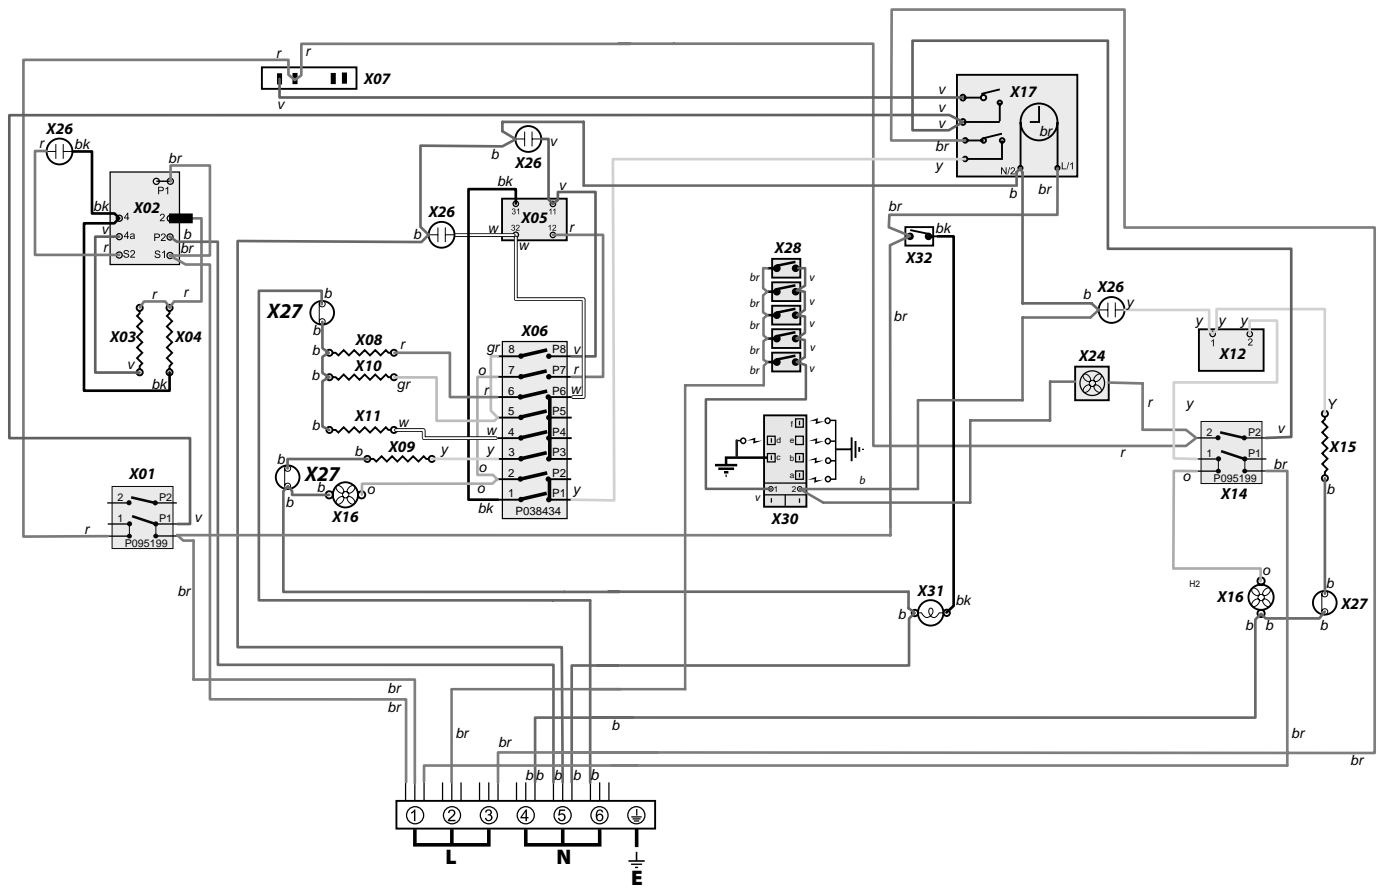 r
r
X07
v
X26
r
bk
br
P1
X02
bk
4
2
v
4a
P2
b
r
S2
S1
br
r
r
X03
X04
v
bk
X01
2
P2
1
P1
v
r
P095199
br
b
X26
v
bk
v
31
11
X05
X26
32
12
r
w
b
w
b
X27
b
X06
X08
gr
8
P8
v
b
r
o
7
P7
r
X10
r
6
P6
w
b
gr
5
P5
X11
w
w
4
P4
b
X09
y
y
3
P3
b
b
X27
o
2
P2
b
o
o
1
P1
y
b
X16
bk
P038434
v
X17
v
v
br
br
y
N/2
L/1
b
br
br
bk
X32
br
X28
br
v
br
v
br
v
br
v
br
v
f
d
e
c
b
a
b
1
2
v
X30
X26
b
y
y
y
y
1
2
X12
X24
r
y
r
Y
X15
b
2
P2
v
1
P1
br
o
P095199
X14
o
H2
X16
b
b
b
X27
b
X31
b
bk
br
br
br
br
b
br
br
b
b
b
b
b
1
2
3
4
5
6
L
N
E